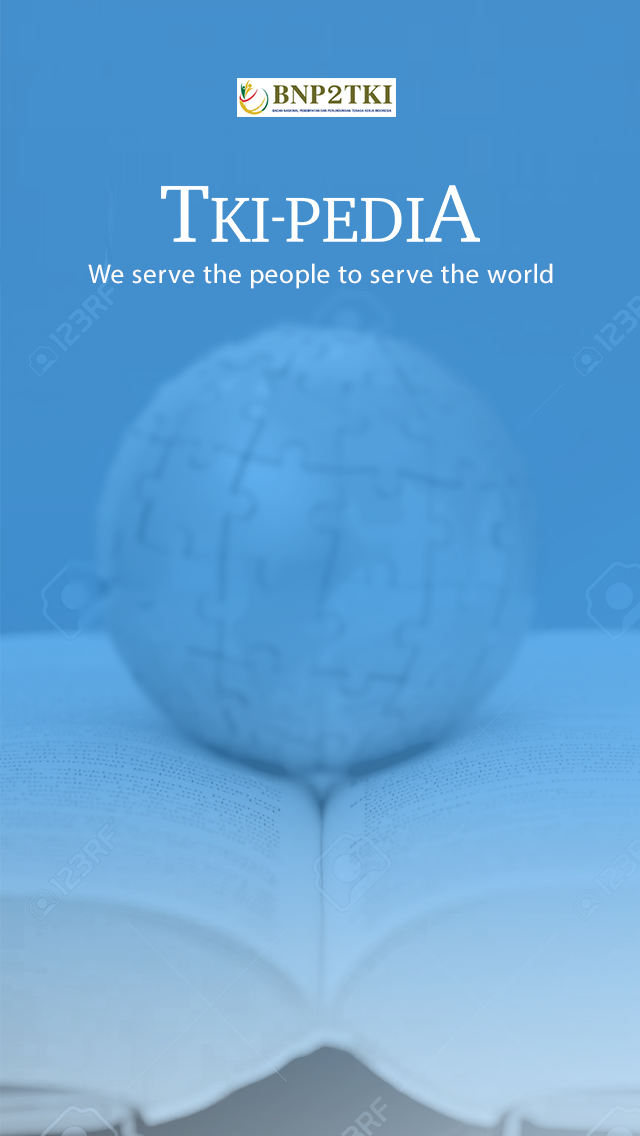 BNP2TKI
BADAN NASIONAL PENEMPATAN DAN PERLINDUNGAN TENAGA KERJA INDONESIA
TKI-PEDIA
We serve the people to serve the world
123RF
123RF
123RF
123RF
123RF
123RF